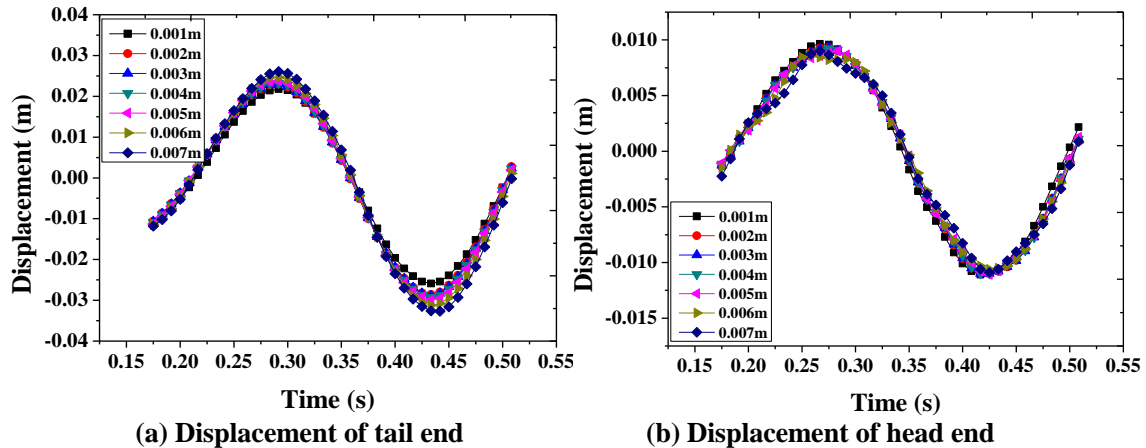 0.04
0.03
0.02
0.01
0.00
-0.01
-0.02
-0.03
-0.04
Displacement (m)
0.001m
0.002m
0.003m
0.004m
0.005m
0.006m
0.007m
0.15 0.20 0.25 0.30 0.35 0.40 0.45 0.50 0.55
Time (s)
(a) Displacement of tail end
0.010
0.005
0.000
-0.005
-0.010
-0.015
Displacement (m)
0.001m
0.002m
0.003m
0.004m
0.005m
0.006m
0.007m
0.15 0.20 0.25 0.30 0.35 0.40 0.45 0.50 0.55
Time (s)
(b) Displacement of head end